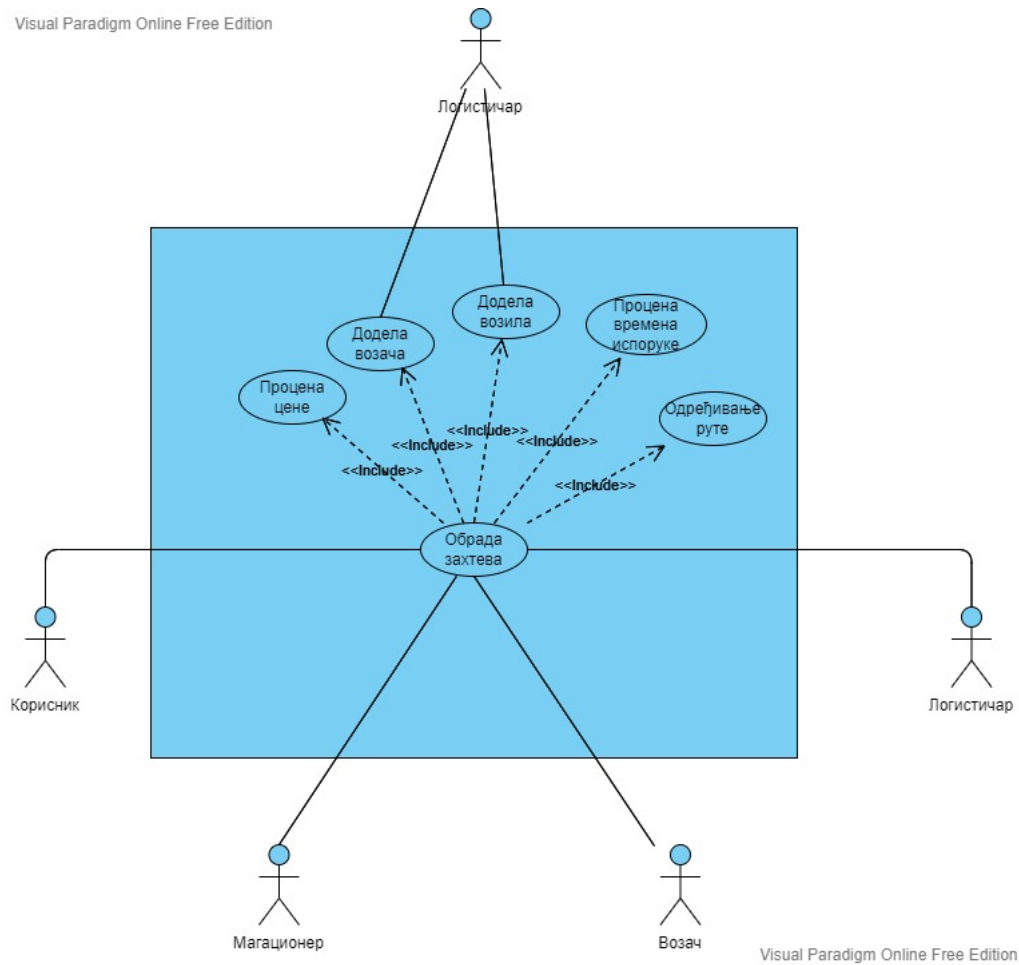 Visual Paradigm Online Free Edition
Логистичар
Додела
возила
Процена
времена
испоруке
Додела
возача
Процена
цене
Одређивање
руте
<<Include>>
<<Include>>
<<Include>>
<<Include>>
<<Include>>
Обрада
захтева
Корисник
Логистичар
Магационер
Возач
Visual Paradigm Online Free Edition